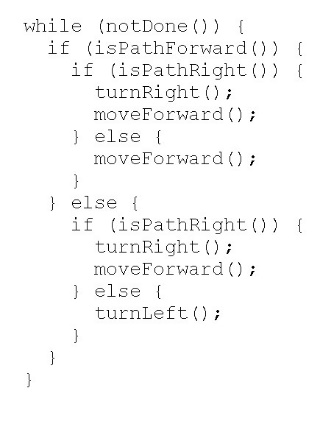 while (notDone()) {
  if (isPathForward()) {
    if (isPathRight()) {
      turnRight();
      moveForward();
    } else {
      moveForward();
    }
  } else {
    if (isPathRight()) {
      turnRight();
      moveForward();
    } else {
      turnLeft();
    }
  }
}